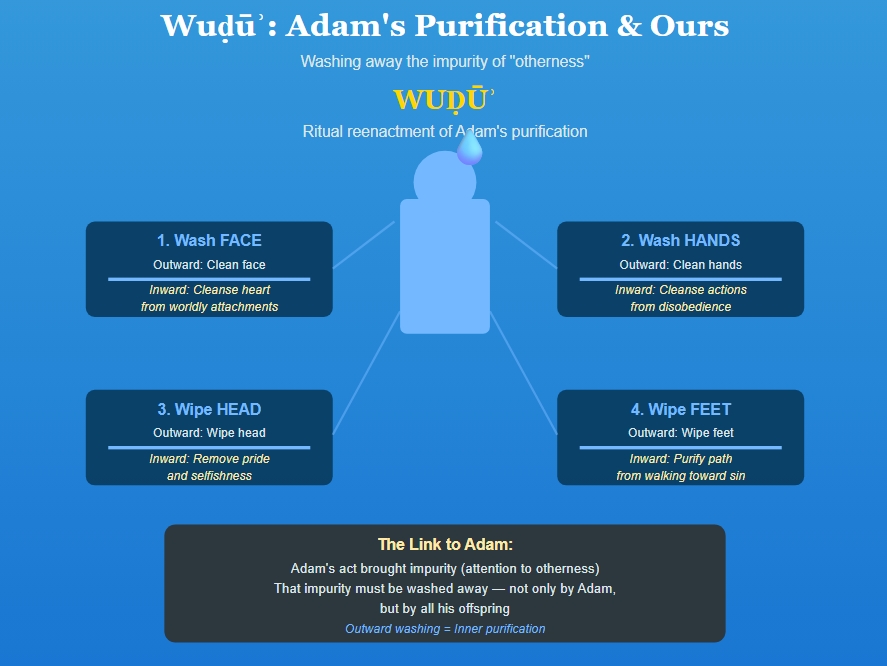 Wuḍūʾ: Adam's Purification & Ours
Washing away the impurity of "otherness"
WUḌŪʾ
Ritual reenactment of Adam's purification
1. Wash FACE
Outward: Clean face
Inward: Cleanse heart
from worldly attachments
2. Wash HANDS
Outward: Clean hands
Inward: Cleanse actions
from disobedience
3. Wipe HEAD
Outward: Wipe head
Inward: Remove pride
and selfishness
4. Wipe FEET
Outward: Wipe feet
Inward: Purify path
from walking toward sin
The Link to Adam:
Adam's act brought impurity (attention to otherness)
That impurity must be washed away — not only by Adam,
but by all his offspring
Outward washing = Inner purification